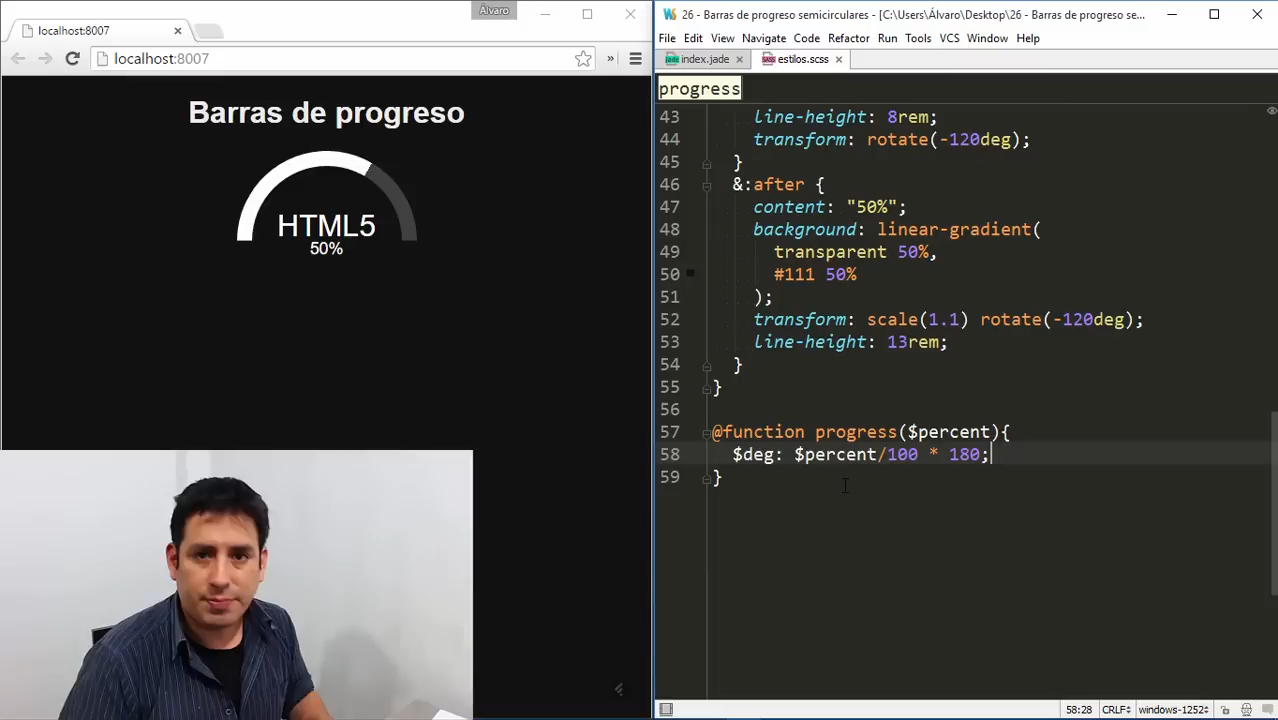 Álvaro
localhost:8007
localhost:8007
»
Barras de progreso
HTML5
50%
26 - Barras de progreso semicirculares - [C:\Users\Álvaro\Desktop\26 - Barras de progreso se...
File Edit View Navigate Code Refactor Run Tools VCS Window Help
index.jade estilos.scss
progress
43 line-height: 8rem;
44 transform: rotate(-120deg);
45 }
46 &:after {
47 content: "50%";
48 background: linear-gradient(
49 transparent 50%,
50 #111 50%
51 );
52 transform: scale(1.1) rotate(-120deg);
53 line-height: 13rem;
54 }
55 }
56
57 @function progress($percent){
58 $deg: $percent/100 * 180;
59 }
58:28 CRLF÷ windows-1252÷